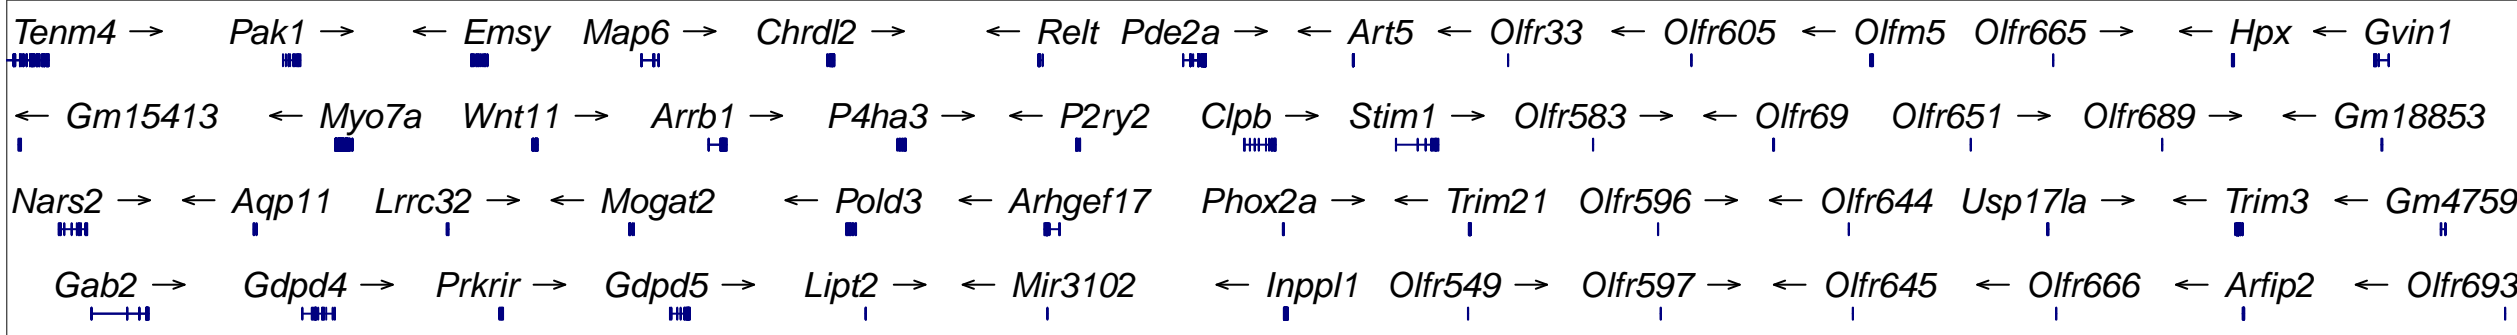 Tenm4 → Pak1 → ← Emsy Map6 → Chrdl2 → ← Relt Pde2a → ← Art5 ← Olfr33 ← Olfr605 ← Olfm5 Olfr665 → ← Hpx ← Gvin1
← Gm15413 ← Myo7a Wnt11 → Arrb1 → P4ha3 → ← P2ry2 Clpb → Stim1 → Olfr583 → ← Olfr69 Olfr651 → Olfr689 → ← Gm18853
Nars2 → ← Aqp11 Lrrc32 → ← Mogat2 ← Pold3 ← Arhgef17 Phox2a → ← Trim21 Olfr596 → ← Olfr644 Usp17la → ← Trim3 ← Gm4759
Gab2 → Gdpd4 → Prkrir → Gdpd5 → Lipt2 → ← Mir3102 ← Inppl1 Olfr549 → Olfr597 → ← Olfr645 ← Olfr666 ← Arfip2 ← Olfr693